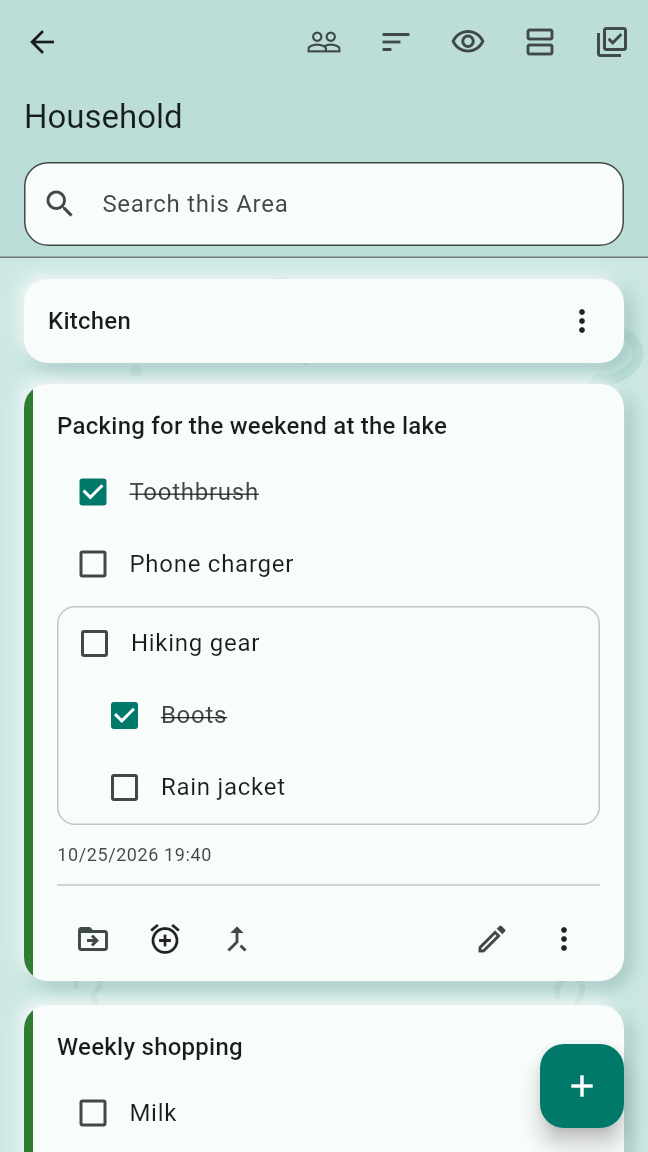 Household
Search this Area
Kitchen
Packing for the weekend at the lake
Toothbrush
Phone charger
Hiking gear
Boots
Rain jacket
10/25/2026 19:40
Weekly shopping
Milk